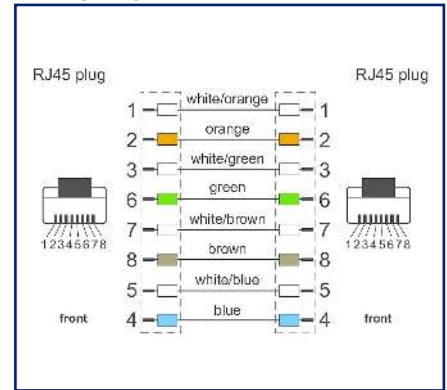 RJ45 plug RJ45 plug
white/orange
1 1
orange
2 2
white/green
3 3
green
6 6
white/brown
7 7
brown
8 8
white/blue
5 5
blue
4 4
12345678 12345678
front front